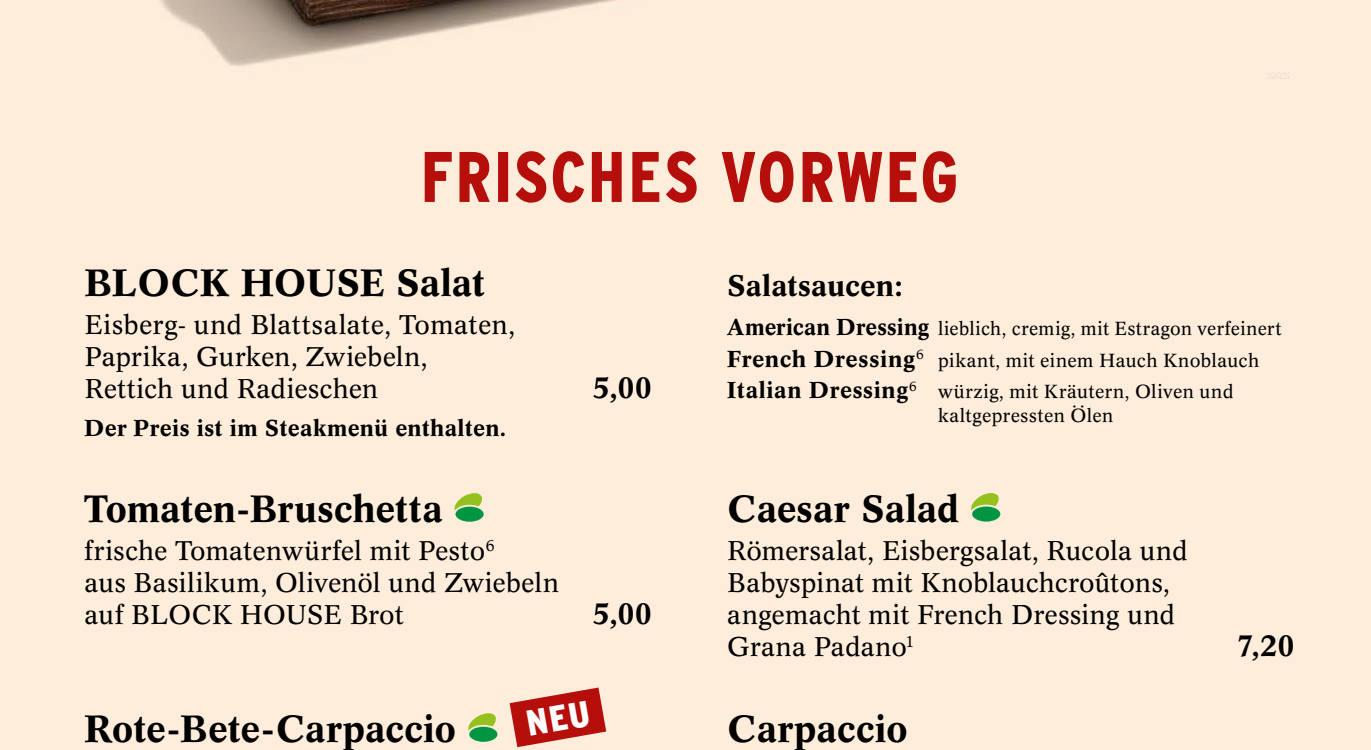 FRISCHES VORWEG
BLOCK HOUSE Salat
Eisberg- und Blattsalate, Tomaten,
Paprika, Gurken, Zwiebeln,
Rettich und Radieschen 5,00
Der Preis ist im Steakmenü enthalten.
Salatsaucen:
American Dressing lieblich, cremig, mit Estragon verfeinert
French Dressing⁶ pikant, mit einem Hauch Knoblauch
Italian Dressing⁶ würzig, mit Kräutern, Oliven und
kaltgepressten Ölen
Tomaten-Bruschetta
frische Tomatenwürfel mit Pesto⁶
aus Basilikum, Olivenöl und Zwiebeln
auf BLOCK HOUSE Brot 5,00
Caesar Salad
Römersalat, Eisbergsalat, Rucola und
Babyspinat mit Knoblauchcroûtons,
angemacht mit French Dressing und
Grana Padano¹ 7,20
Rote-Bete-Carpaccio NEU
Carpaccio